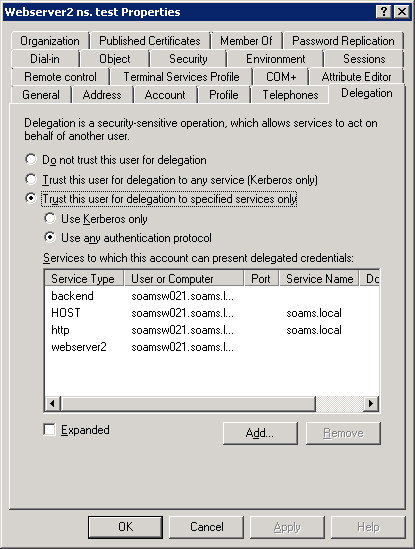 Webserver2 ns. test Properties
Organization Published Certificates Member Of Password Replication
Dial-in Object Security Environment Sessions
Remote control Terminal Services Profile COM+ Attribute Editor
General Address Account Profile Telephones Delegation
Delegation is a security-sensitive operation, which allows services to act on
behalf of another user.
Do not trust this user for delegation
Trust this user for delegation to any service (Kerberos only)
Trust this user for delegation to specified services only
Use Kerberos only
Use any authentication protocol
Services to which this account can present delegated credentials:
Service Type User or Computer Port Service Name Do
backend soamsw021.soams.l...
HOST soamsw021.soams.l... soams.local
http soamsw021.soams.l... soams.local
webserver2 soamsw021.soams.l...
Expanded Add... Remove
OK Cancel Apply Help